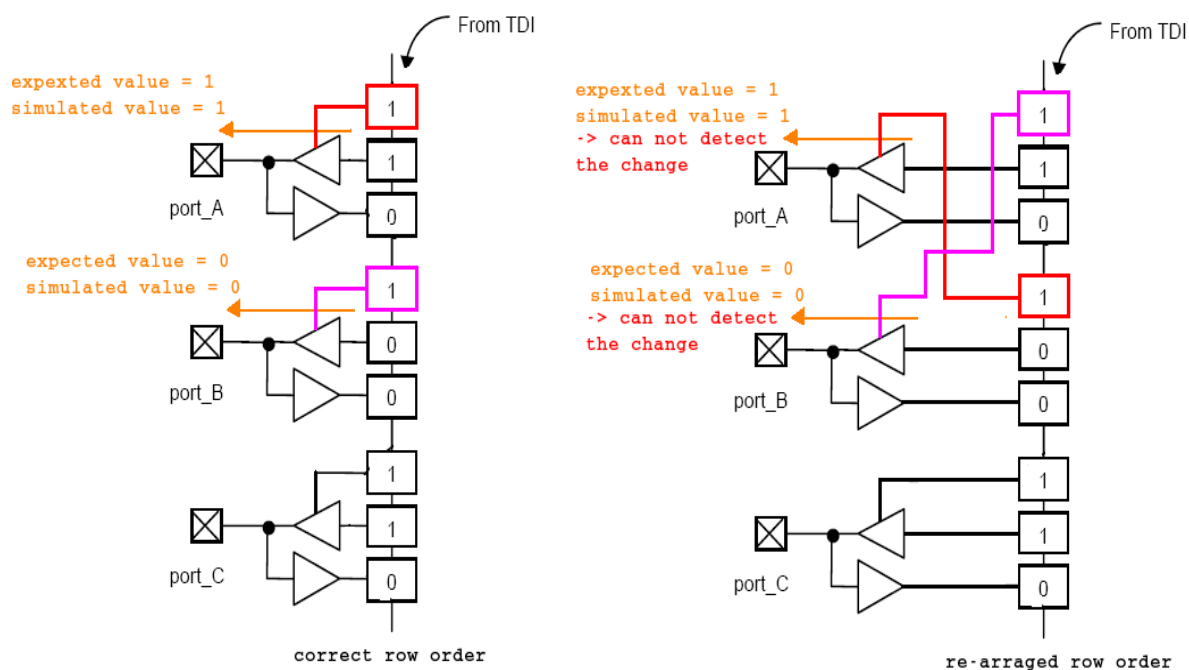 From TDI
expexted value = 1
simulated value = 1
1
1
port_A
0
expected value = 0
simulated value = 0
1
0
port_B
0
1
1
port_C
0
correct row order
From TDI
expexted value = 1
simulated value = 1
-> can not detect
the change
1
1
port_A
0
expected value = 0
simulated value = 0
-> can not detect
the change
1
0
port_B
0
1
1
port_C
0
re-arraged row order